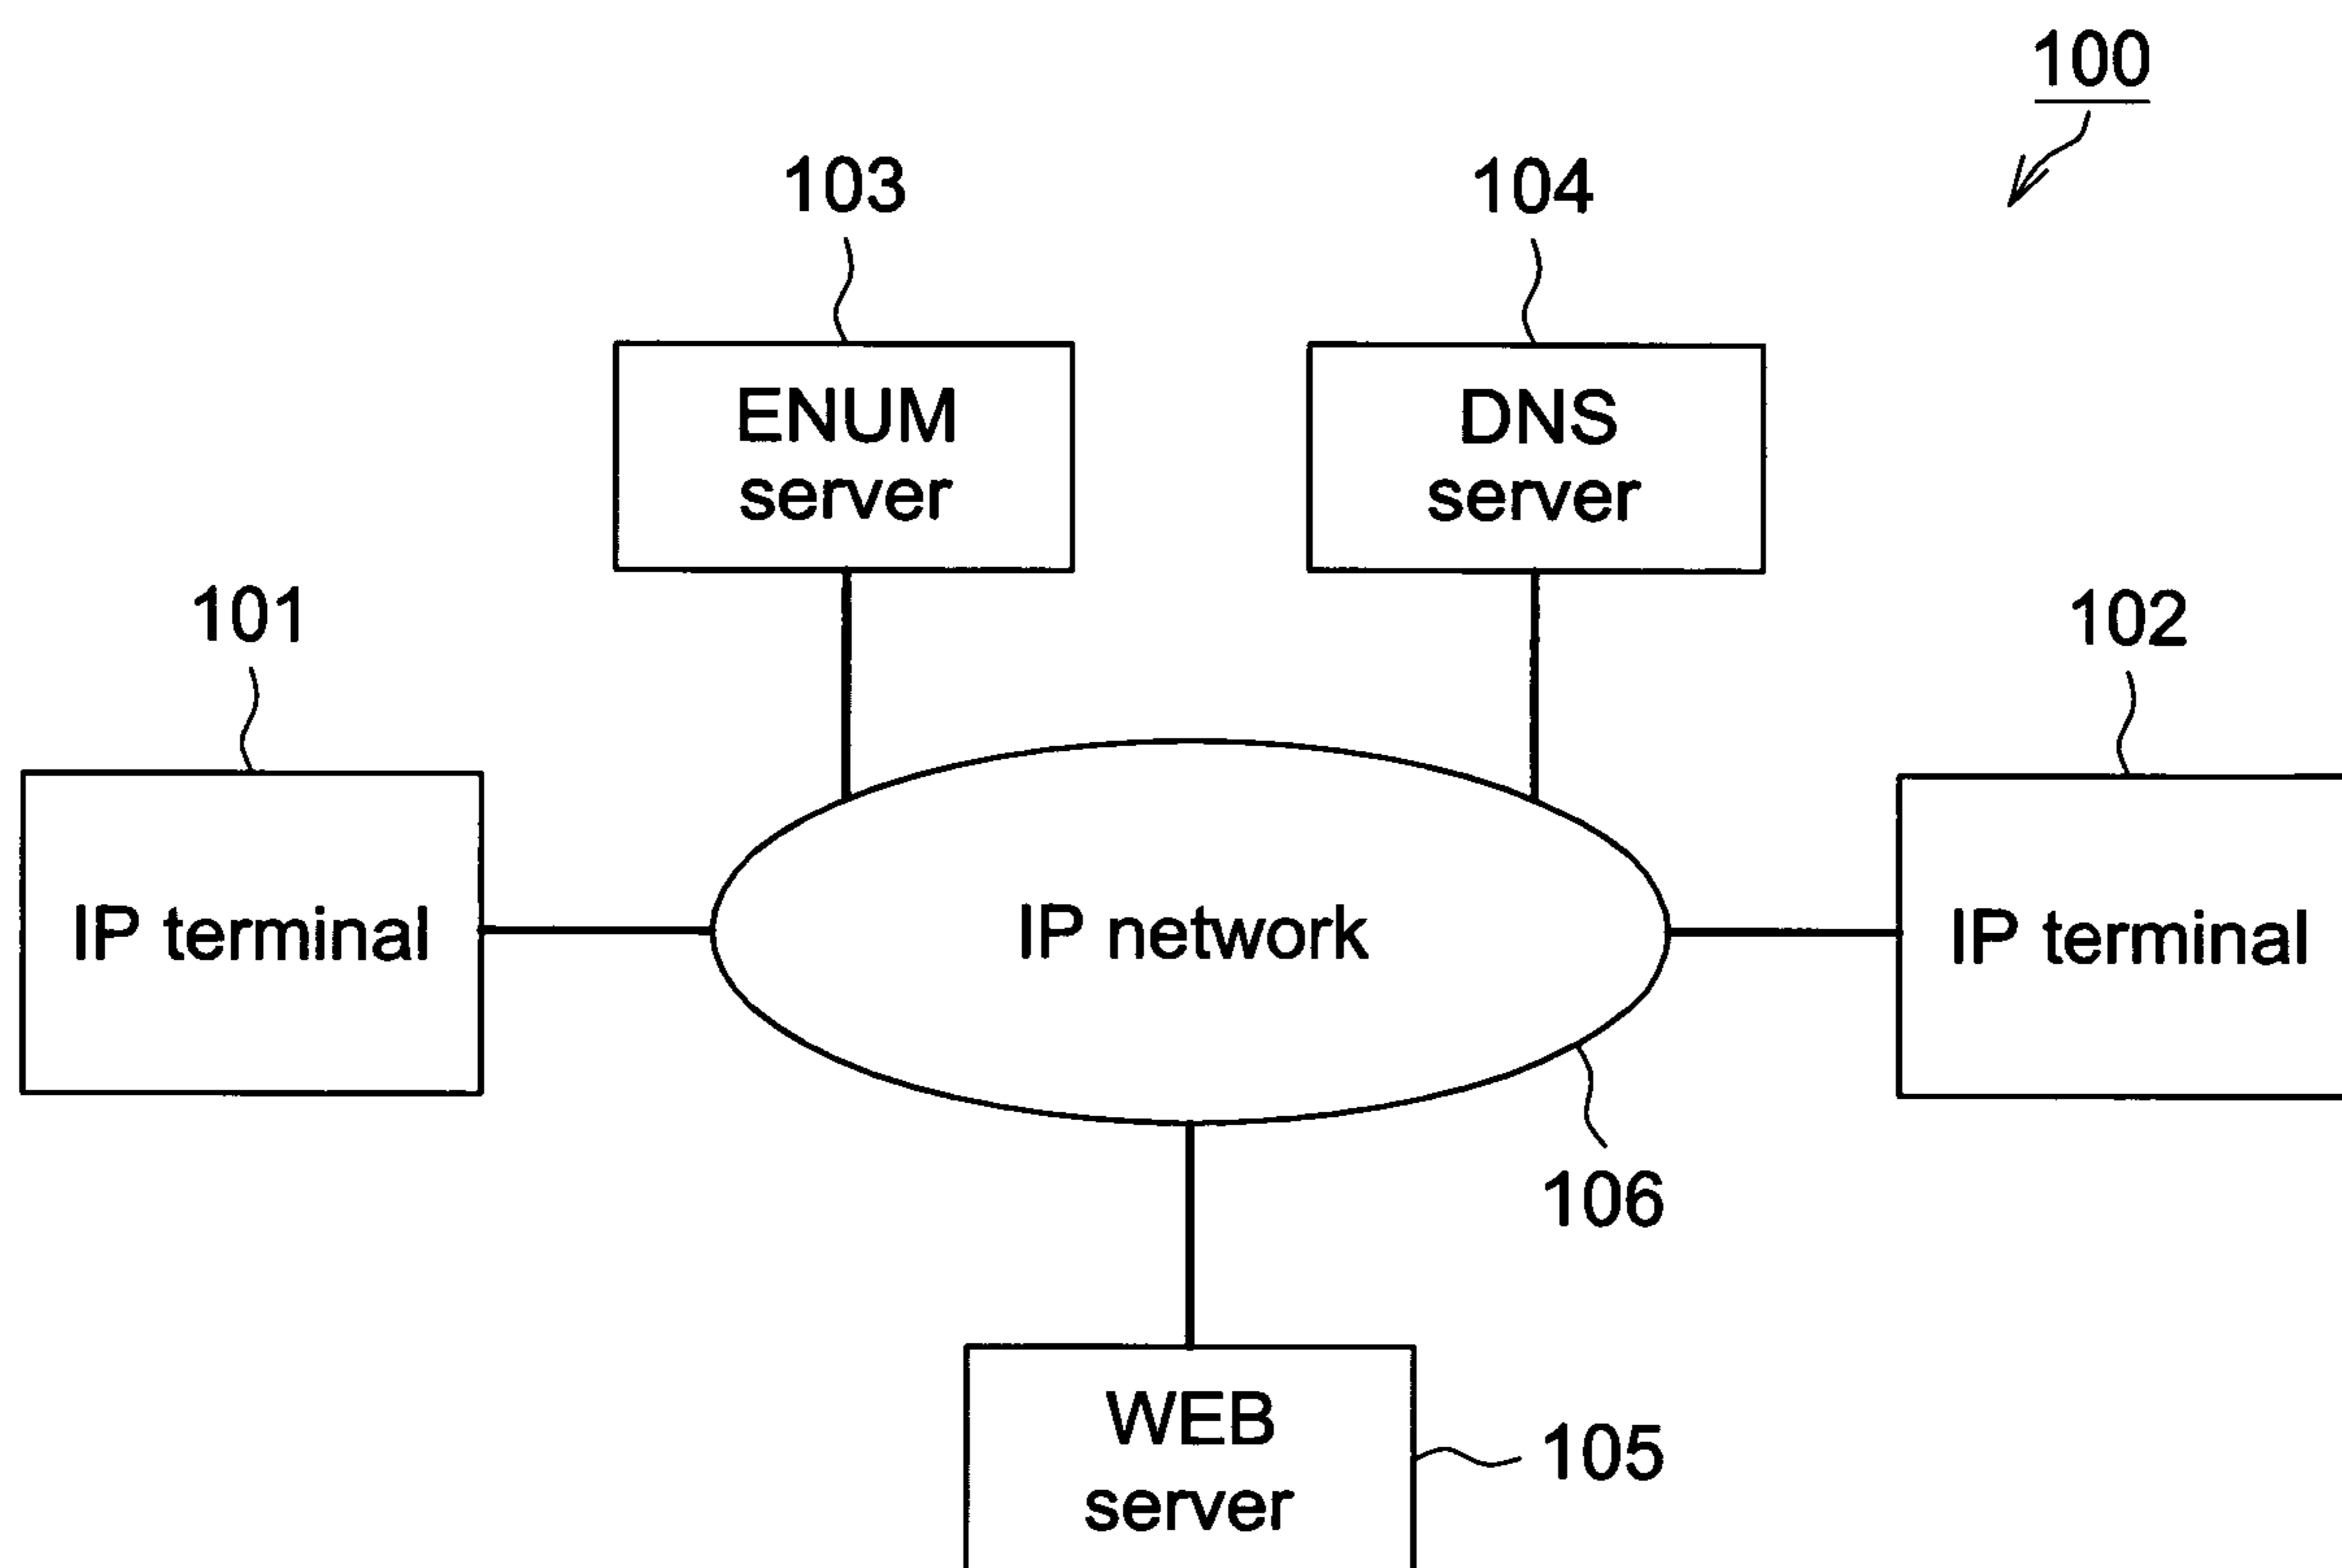 100
103
104
ENUM
server
DNS
server
101
102
IP terminal
IP network
IP terminal
106
WEB
server
105